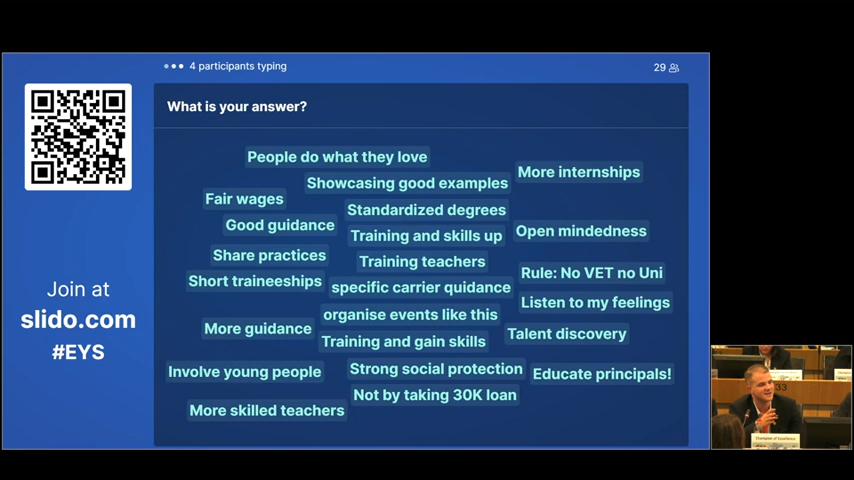 4 participants typing
29
What is your answer?
People do what they love
More internships
Showcasing good examples
Fair wages
Standardized degrees
Good guidance
Open mindedness
Training and skills up
Share practices
Training teachers
Rule: No VET no Uni
Short traineeships
specific carrier quidance
Listen to my feelings
organise events like this
More guidance
Talent discovery
Training and gain skills
Involve young people
Strong social protection
Educate principals!
Not by taking 30K loan
More skilled teachers
Join at
slido.com
#EYS
33
Champion of Excellence